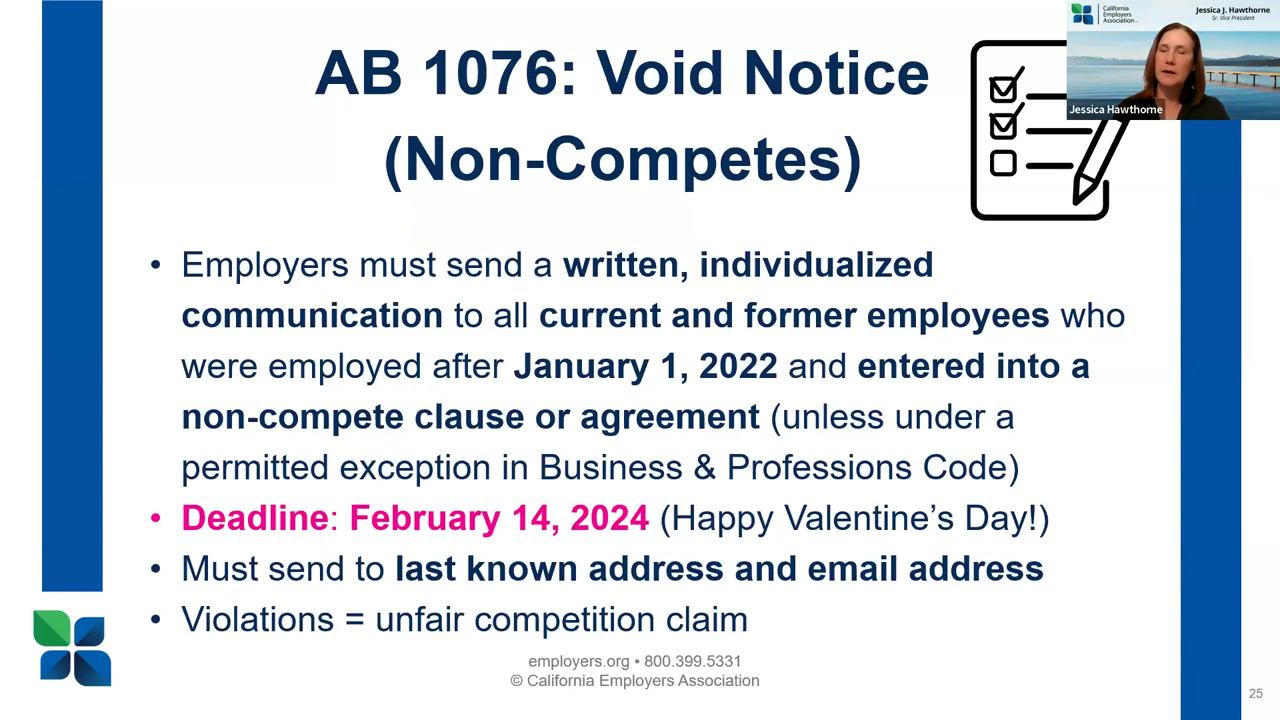 AB 1076: Void Notice
(Non-Competes)
California
Employers
Association
Jessica J. Hawthorne
Sr. Vice President
Jessica Hawthorne
• Employers must send a written, individualized
communication to all current and former employees who
were employed after January 1, 2022 and entered into a
non-compete clause or agreement (unless under a
permitted exception in Business & Professions Code)
• Deadline: February 14, 2024 (Happy Valentine’s Day!)
• Must send to last known address and email address
• Violations = unfair competition claim
employers.org • 800.399.5331
© California Employers Association
25